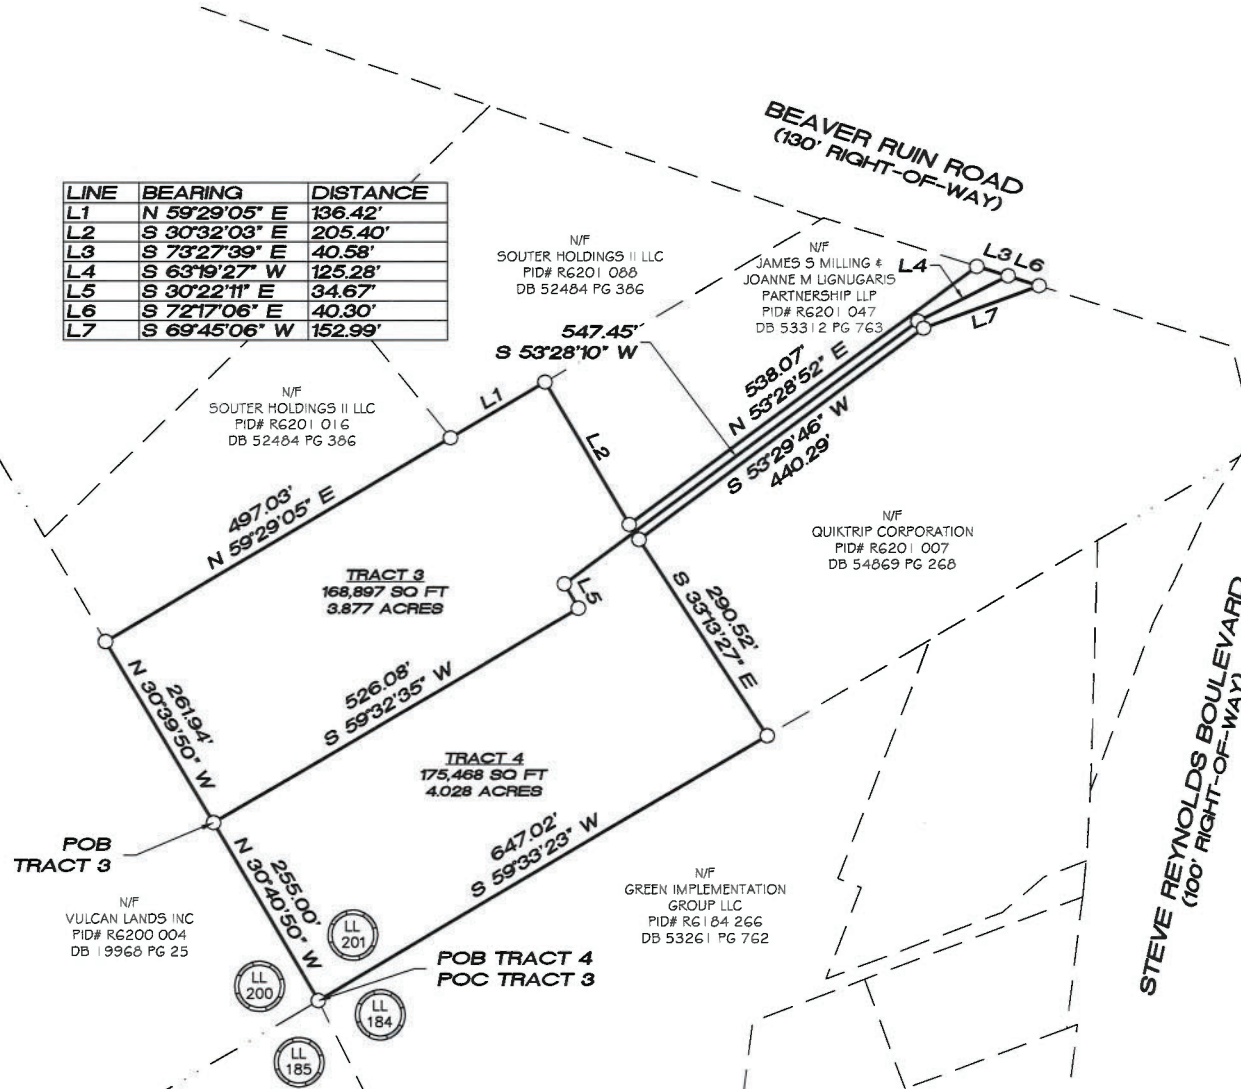 BEAVER RUIN ROAD
(130' RIGHT-OF-WAY)
LINE BEARING DISTANCE
L1 N 59°29'05" E 136.42'
L2 S 30°32'03" E 205.40'
L3 S 73°27'39" E 40.58'
L4 S 63°19'27" W 125.28'
L5 S 30°22'11" E 34.67'
L6 S 72°17'06" E 40.30'
L7 S 69°45'06" W 152.99'
N/F
SOUTER HOLDINGS II LLC
PID# R6201 088
DB 52484 PG 386
N/F
JAMES S MILLING &
JOANNE M LIGNUGARIS
PARTNERSHIP LLP
PID# R6201 047
DB 53312 PG 763
L3
L6
L4
L7
547.45'
S 53°28'10" W
538.07'
N 53°28'52" E
S 53°29'46" W
440.29'
N/F
SOUTER HOLDINGS II LLC
PID# R6201 016
DB 52484 PG 386
L1
L2
497.03'
N 59°29'05" E
N/F
QUIKTRIP CORPORATION
PID# R6201 007
DB 54869 PG 268
TRACT 3
168,897 SQ FT
3.877 ACRES
L5
290.52'
S 33°13'27" E
STEVE REYNOLDS BOULEVARD
(100' RIGHT-OF-WAY)
261.94'
N 30°39'50" W
526.08'
S 59°32'35" W
TRACT 4
175,468 SQ FT
4.028 ACRES
POB
TRACT 3
647.02'
S 59°33'23" W
255.00'
N 30°40'50" W
N/F
VULCAN LANDS INC
PID# R6200 004
DB 19968 PG 25
N/F
GREEN IMPLEMENTATION
GROUP LLC
PID# R6184 266
DB 53261 PG 762
LL
201
POB TRACT 4
POC TRACT 3
LL
200
LL
184
LL
185